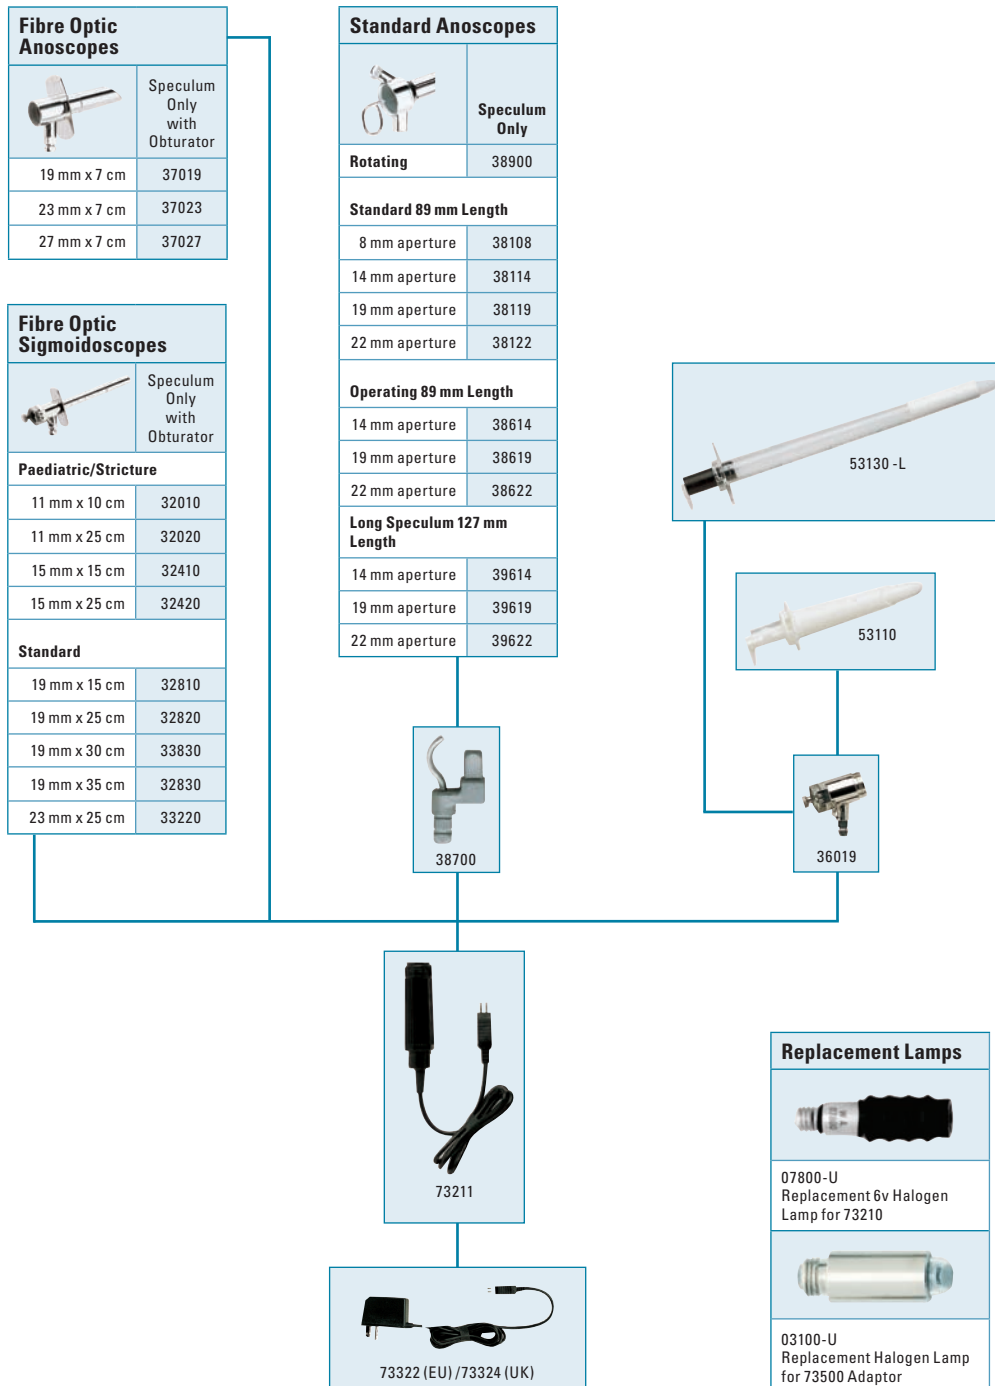 Fibre Optic
Anoscopes
Speculum
Only
with
Obturator
19 mm x 7 cm 37019
23 mm x 7 cm 37023
27 mm x 7 cm 37027
Fibre Optic
Sigmoidoscopes
Speculum
Only
with
Obturator
Paediatric/Stricture
11 mm x 10 cm 32010
11 mm x 25 cm 32020
15 mm x 15 cm 32410
15 mm x 25 cm 32420
Standard
19 mm x 15 cm 32810
19 mm x 25 cm 32820
19 mm x 30 cm 33830
19 mm x 35 cm 32830
23 mm x 25 cm 33220
Standard Anoscopes
Speculum
Only
Rotating 38900
Standard 89 mm Length
8 mm aperture 38108
14 mm aperture 38114
19 mm aperture 38119
22 mm aperture 38122
Operating 89 mm Length
14 mm aperture 38614
19 mm aperture 38619
22 mm aperture 38622
Long Speculum 127 mm
Length
14 mm aperture 39614
19 mm aperture 39619
22 mm aperture 39622
38700
53130 -L
53110
36019
73211
73322 (EU) /73324 (UK)
Replacement Lamps
07800-U
Replacement 6v Halogen
Lamp for 73210
03100-U
Replacement Halogen Lamp
for 73500 Adaptor